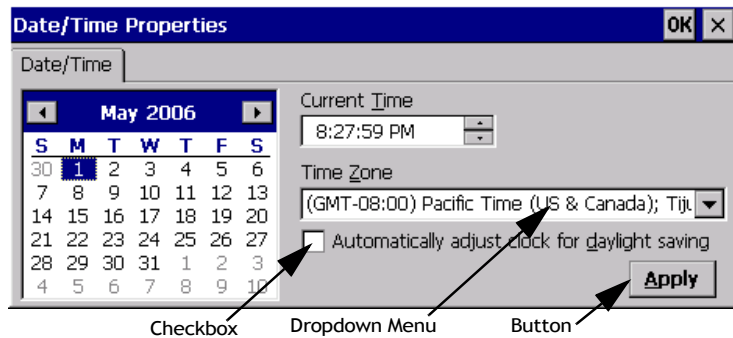 Date/Time Properties OK ×
Date/Time
May 2006
S M T W T F S
30 1 2 3 4 5 6
7 8 9 10 11 12 13
14 15 16 17 18 19 20
21 22 23 24 25 26 27
28 29 30 31 1 2 3
4 5 6 7 8 9 10
Current Time
8:27:59 PM
Time Zone
(GMT-08:00) Pacific Time (US & Canada); Tiju
Automatically adjust clock for daylight saving
Apply
Checkbox Dropdown Menu Button